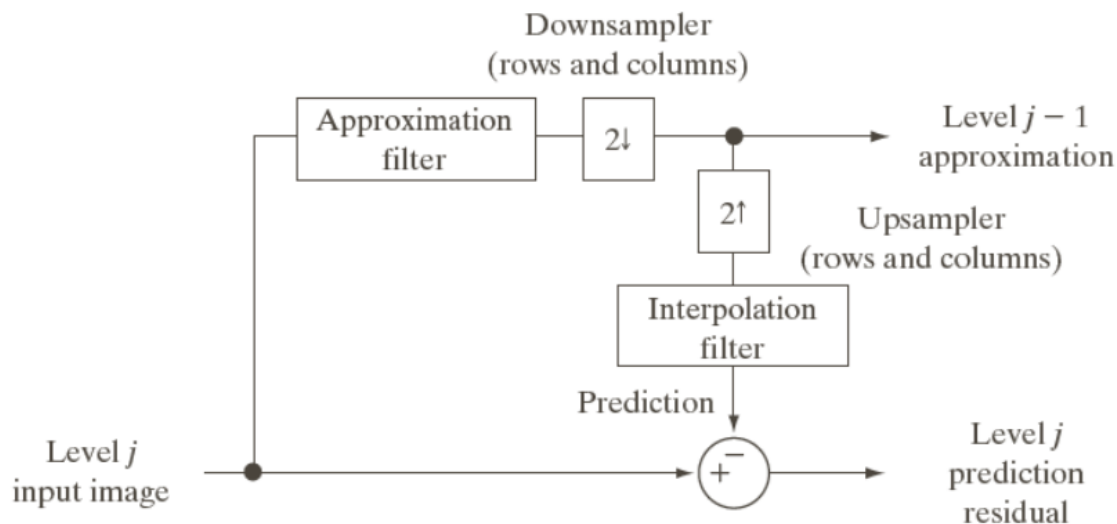 Downsampler
(rows and columns)
Approximation
filter
2↓
Level j − 1
approximation
2↑
Upsampler
(rows and columns)
Interpolation
filter
Prediction
Level j
input image
+
−
Level j
prediction
residual